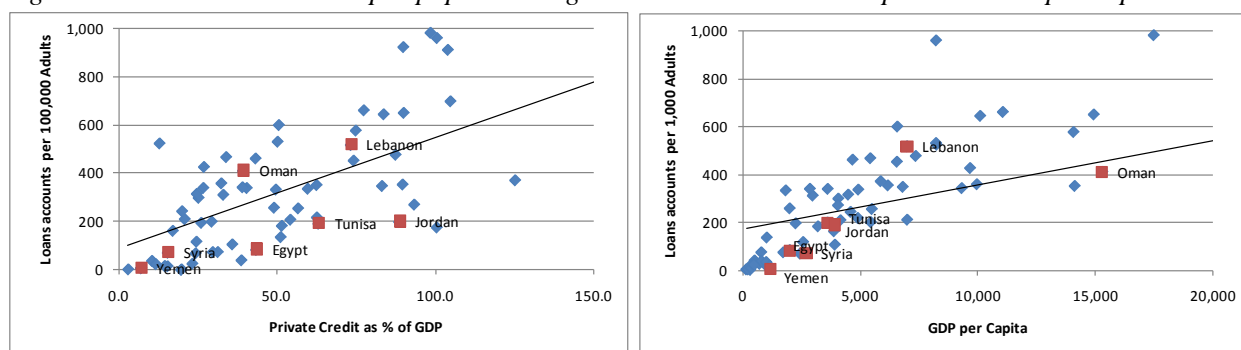 Loans accounts per 100,000 Adults
1,000
800
600
400
200
0
0.0
50.0
100.0
150.0
Lebanon
Oman
Tunisa
Jordan
Syria
Egypt
Yemen
Private Credit as % of GDP
Loans accounts per 1,000 Adults
1,000
800
600
400
200
0
0
5,000
10,000
15,000
20,000
Lebanon
Oman
Tunisa
Jordan
Egypt
Syria
Yemen
GDP per Capita